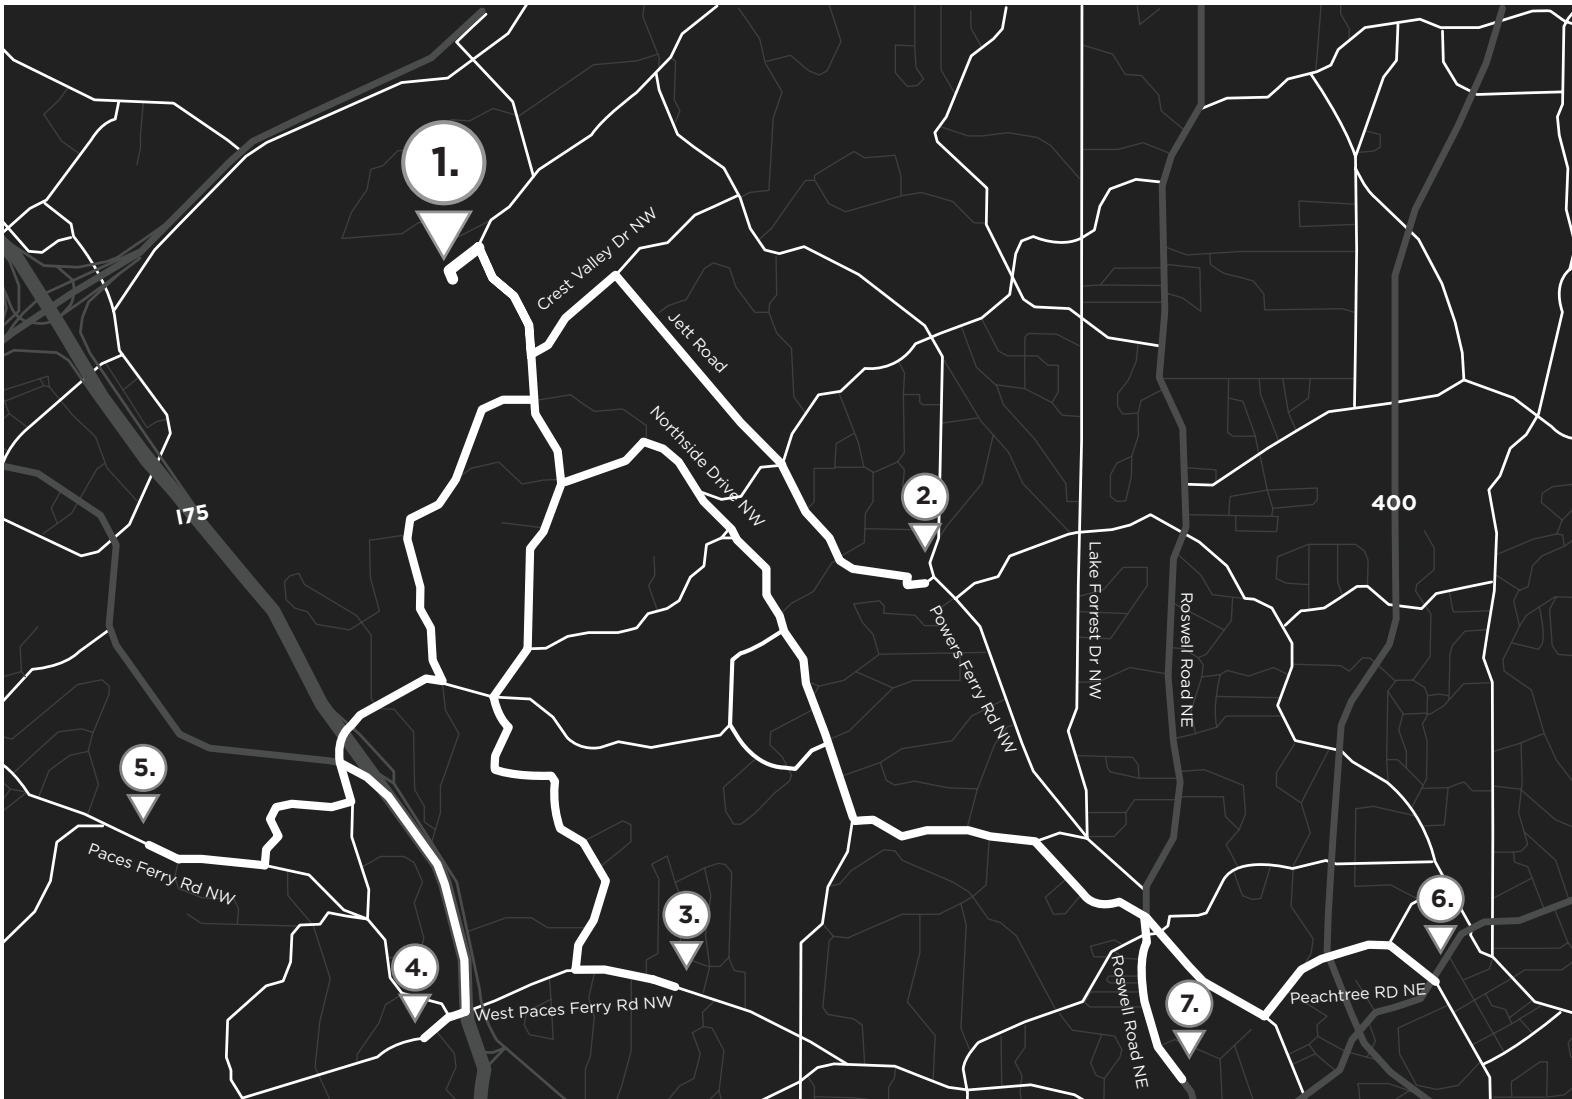 1.
Crest Valley Dr NW
Jett Road
Northside Drive NW
2.
I75
400
Lake Forrest Dr NW
Roswell Road NE
Powers Ferry Rd NW
5.
Paces Ferry Rd NW
3.
6.
4.
West Paces Ferry Rd NW
7.
Peachtree RD NE
Roswell Road NE